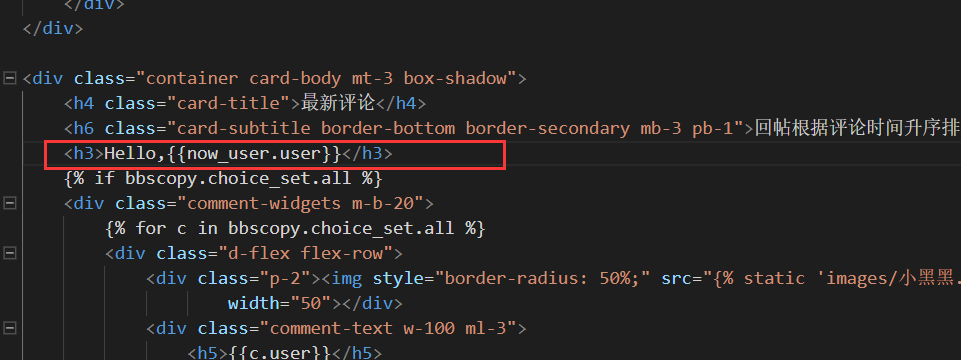 </div>
</div>
<div class="container card-body mt-3 box-shadow">
<h4 class="card-title">最新评论</h4>
<h6 class="card-subtitle border-bottom border-secondary mb-3 pb-1">回帖根据评论时间升序排
<h3>Hello,{{now_user.user}}</h3>
{% if bbscopy.choice_set.all %}
<div class="comment-widgets m-b-20">
{% for c in bbscopy.choice_set.all %}
<div class="d-flex flex-row">
<div class="p-2"><img style="border-radius: 50%;" src="{% static 'images/小黑黑.
width="50"></div>
<div class="comment-text w-100 ml-3">
<h5>{{c.user}}</h5>